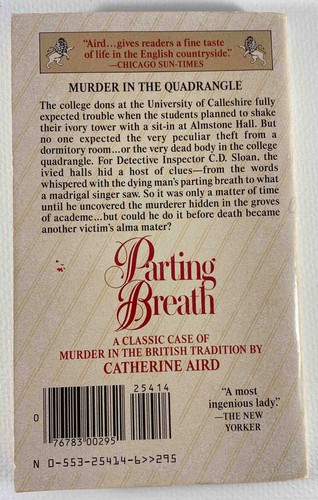 "Aird...gives readers a fine taste
of life in the English countryside."
—CHICAGO SUN-TIMES
MURDER IN THE QUADRANGLE
The college dons at the University of Calleshire fully
expected trouble when the students planned to shake
their ivory tower with a sit-in at Almstone Hall. But
no one expected the very peculiar theft from a
dormitory room...or the very dead body in the college
quadrangle. For Detective Inspector C.D. Sloan, the
ivied halls hid a host of clues—from the words
whispered with the dying man's parting breath to what
a madrigal singer saw. So it was only a matter of time
until he uncovered the murderer hidden in the groves
of academe...but could he do it before death became
another victim's alma mater?
Parting
Breath
A CLASSIC CASE OF
MURDER IN THE BRITISH TRADITION BY
CATHERINE AIRD
25414
0
76783 00295
"A most
ingenious lady."
—THE NEW
YORKER
N 0-553-25414-6>>295